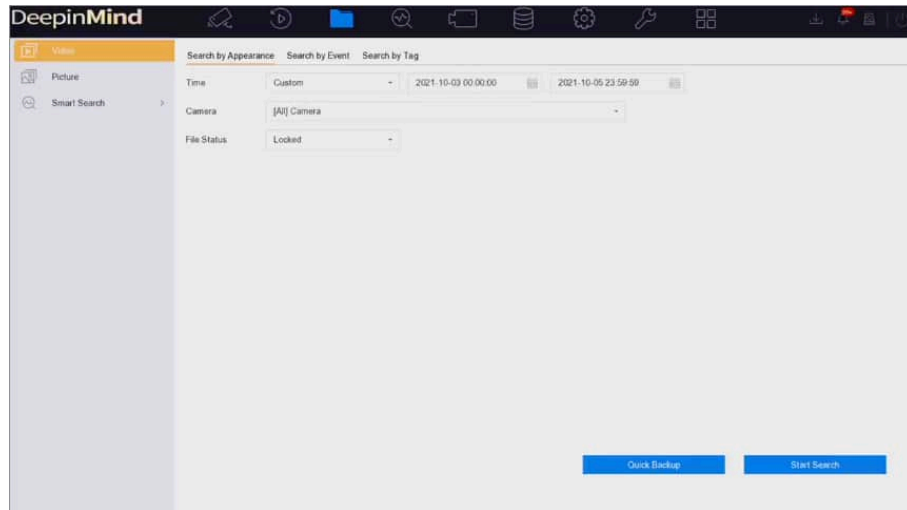 DeepinMind
Video
Picture
Smart Search
Search by Appearance Search by Event Search by Tag
Time Custom 2021-10-03 00:00:00 2021-10-05 23:59:59
Camera [All] Camera
File Status Locked
Quick Backup Start Search